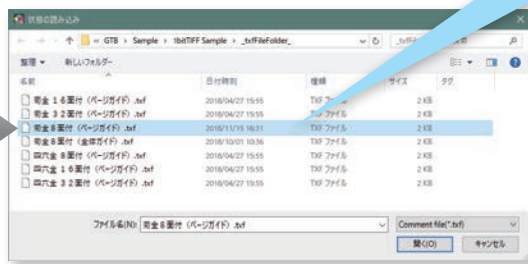 状態の読み込み
« GTB › Sample › 1bitTIFF Sample › _txfFileFolder_
整理 ▾ 新しいフォルダー
名前 日付時刻 種類 サイズ タグ
菊全１６面付（ページガイド）.txf 2018/04/27 15:55 TXF ファイル 2 KB
菊全３２面付（ページガイド）.txf 2018/04/27 15:55 TXF ファイル 2 KB
菊全８面付（ページガイド）.txf 2018/11/15 16:31 TXF ファイル 2 KB
菊全８面付（全体ガイド）.txf 2018/10/01 10:36 TXF ファイル 2 KB
四六全 ８面付（ページガイド）.txf 2018/04/27 15:55 TXF ファイル 2 KB
四六全１６面付（ページガイド）.txf 2018/04/27 15:55 TXF ファイル 2 KB
四六全３２面付（ページガイド）.txf 2018/04/27 15:55 TXF ファイル 2 KB
ファイル名(N): 菊全８面付（ページガイド）.txf Comment file(*.txf)
開く(O) キャンセル